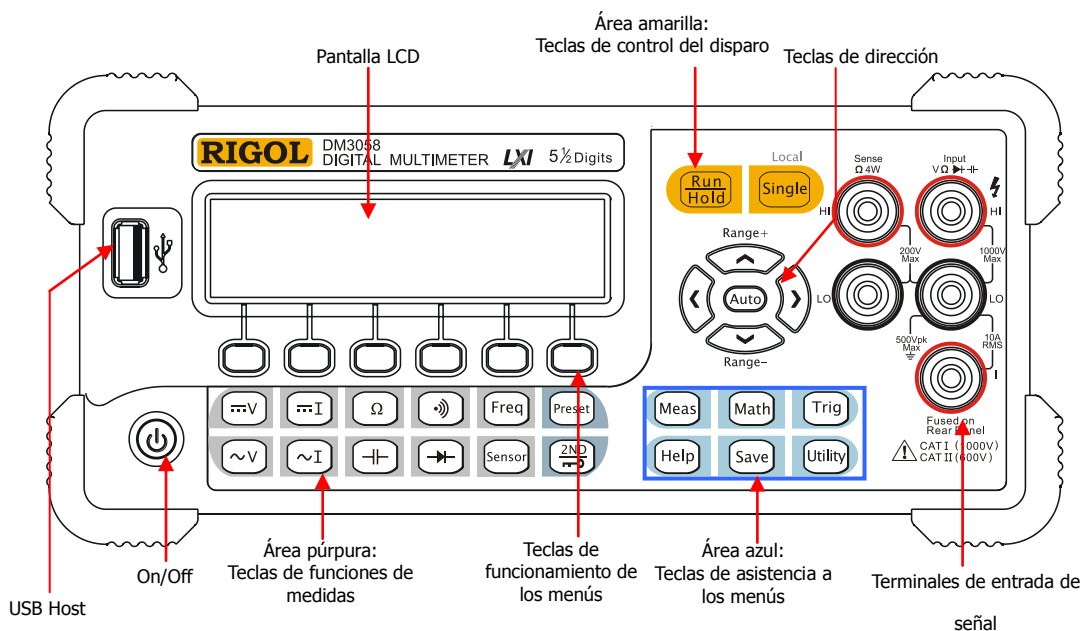 Área amarilla:
Teclas de control del disparo
Pantalla LCD
Teclas de dirección
RIGOL DM3058 DIGITAL MULTIMETER LXI 5½ Digits
Local
Run
Hold
Single
Sense
Ω 4W
Input
VΩ
HI
HI
Range+
200V
Max
1000V
Max
Auto
LO
LO
500Vpk
Max
10A
RMS
Range-
I
Fused on
Rear Panel
CAT I (1000V)
CAT II (600V)
V
I
Ω
Freq
Preset
Meas
Math
Trig
~V
~I
Sensor
2ND
Help
Save
Utility
USB Host
On/Off
Área púrpura:
Teclas de funciones de
medidas
Teclas de
funcionamiento de
los menús
Área azul:
Teclas de asistencia a
los menús
Terminales de entrada de
señal